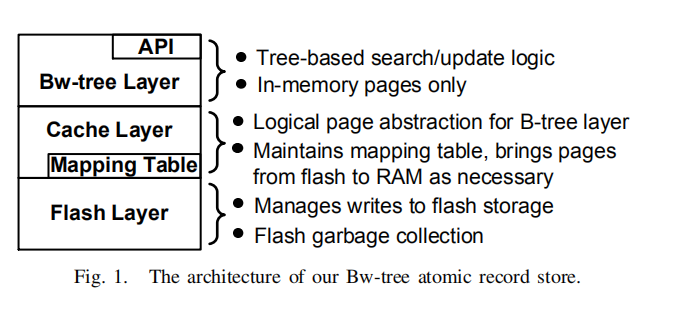 API
Bw-tree Layer
• Tree-based search/update logic
• In-memory pages only
Cache Layer
Mapping Table
• Logical page abstraction for B-tree layer
• Maintains mapping table, brings pages
from flash to RAM as necessary
Flash Layer
• Manages writes to flash storage
• Flash garbage collection
Fig. 1. The architecture of our Bw-tree atomic record store.